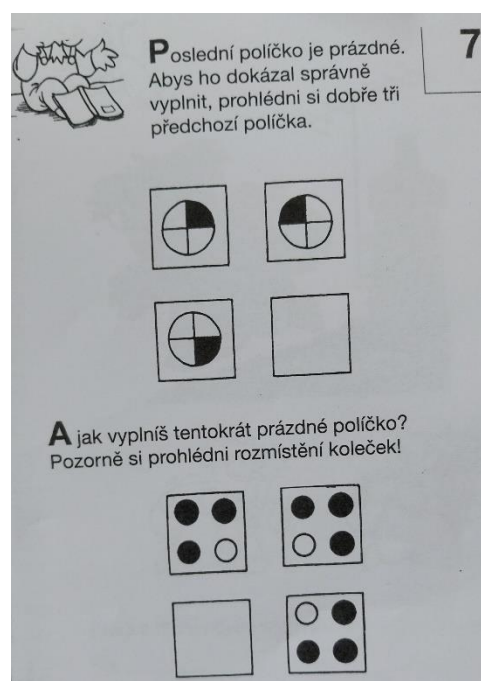 Poslední políčko je prázdné.
Abys ho dokázal správně
vyplnit, prohlédni si dobře tři
předchozí políčka.
7
A jak vyplníš tentokrát prázdné políčko?
Pozorně si prohlédni rozmístění koleček!